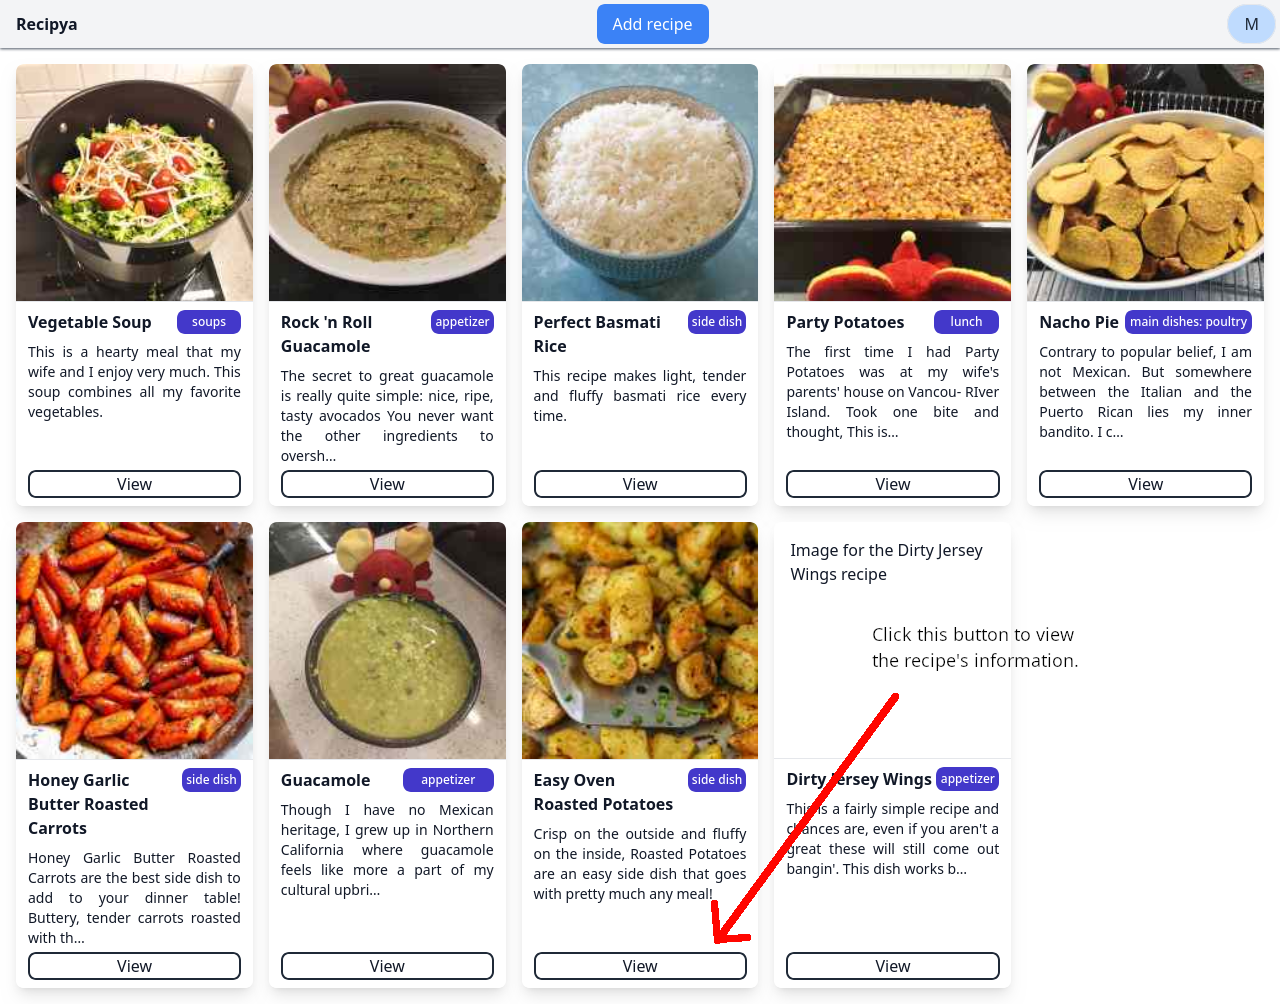 Recipya
Add recipe
M
Vegetable Soup
soups
This is a hearty meal that my
wife and I enjoy very much. This
soup combines all my favorite
vegetables.
View
Rock 'n Roll
Guacamole
appetizer
The secret to great guacamole
is really quite simple: nice, ripe,
tasty avocados You never want
the other ingredients to
oversh...
View
Perfect Basmati
Rice
side dish
This recipe makes light, tender
and fluffy basmati rice every
time.
View
Party Potatoes
lunch
The first time I had Party
Potatoes was at my wife's
parents' house on Vancou- RIver
Island. Took one bite and
thought, This is...
View
Nacho Pie
main dishes: poultry
Contrary to popular belief, I am
not Mexican. But somewhere
between the Italian and the
Puerto Rican lies my inner
bandito. I c...
View
Honey Garlic
Butter Roasted
Carrots
side dish
Honey Garlic Butter Roasted
Carrots are the best side dish to
add to your dinner table!
Buttery, tender carrots roasted
with th...
View
Guacamole
appetizer
Though I have no Mexican
heritage, I grew up in Northern
California where guacamole
feels like more a part of my
cultural upbri...
View
Easy Oven
Roasted Potatoes
side dish
Crisp on the outside and fluffy
on the inside, Roasted Potatoes
are an easy side dish that goes
with pretty much any meal!
View
Image for the Dirty Jersey
Wings recipe
Click this button to view
the recipe's information.
Dirty Jersey Wings
appetizer
This is a fairly simple recipe and
chances are, even if you aren't a
great these will still come out
bangin'. This dish works b...
View